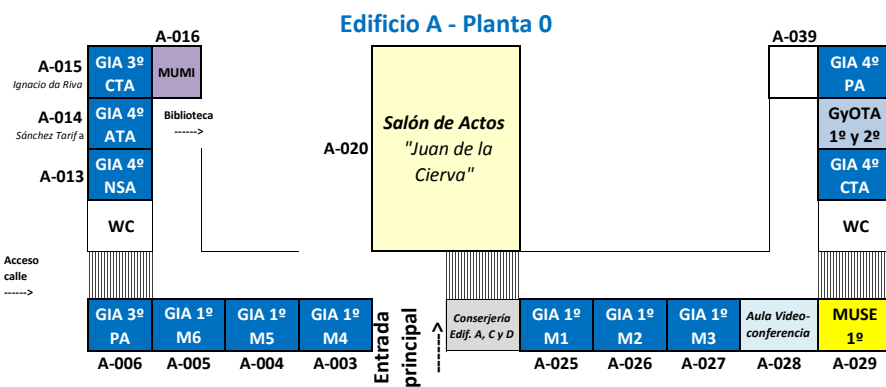 Edificio A - Planta 0
A-016
A-039
A-015
Ignacio da Riva
GIA 3º
CTA
MUMI
GIA 4º
PA
A-014
Sánchez Tarifa
GIA 4º
ATA
Biblioteca
------>
A-020
Salón de Actos
"Juan de la
Cierva"
GyOTA
1º y 2º
A-013
GIA 4º
NSA
GIA 4º
CTA
WC
WC
Acceso
calle
------>
GIA 3º
PA
GIA 1º
M6
GIA 1º
M5
GIA 1º
M4
Entrada
principal
---->
Conserjería
Edif. A, C y D
GIA 1º
M1
GIA 1º
M2
GIA 1º
M3
Aula Video-
conferencia
MUSE
1º
A-006
A-005
A-004
A-003
A-025
A-026
A-027
A-028
A-029